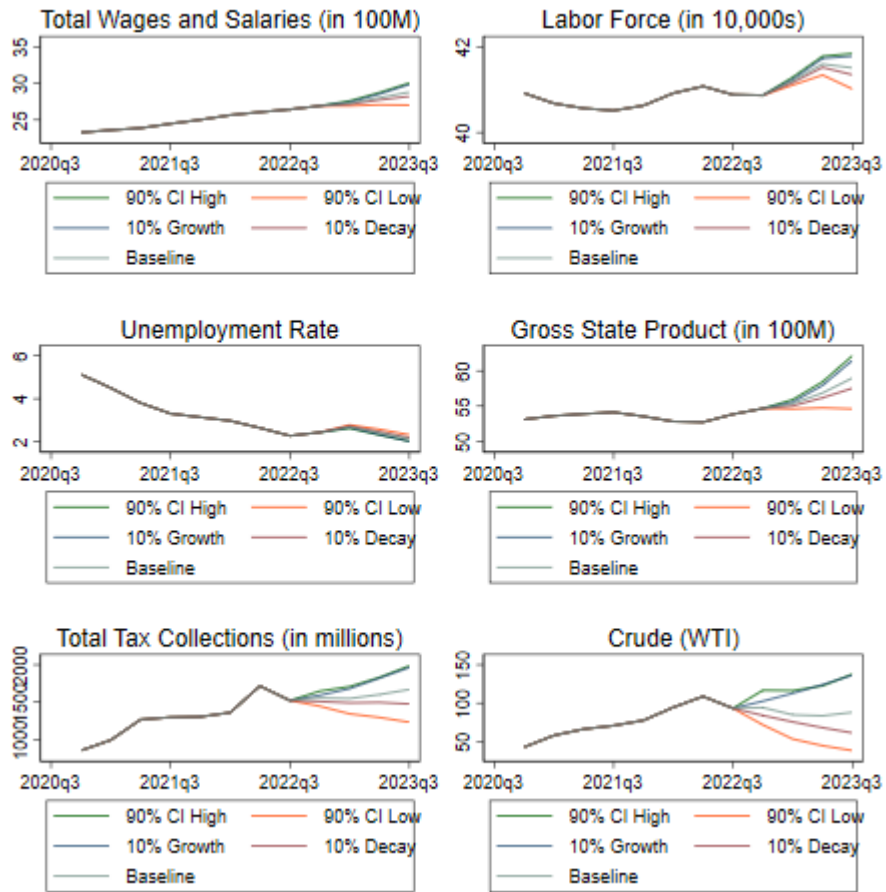 Total Wages and Salaries (in 100M)
35
30
25
2020q3 2021q3 2022q3 2023q3
90% CI High 90% CI Low
10% Growth 10% Decay
Baseline
Labor Force (in 10,000s)
42
40
2020q3 2021q3 2022q3 2023q3
90% CI High 90% CI Low
10% Growth 10% Decay
Baseline
Unemployment Rate
6
4
2
2020q3 2021q3 2022q3 2023q3
90% CI High 90% CI Low
10% Growth 10% Decay
Baseline
Gross State Product (in 100M)
60
55
50
2020q3 2021q3 2022q3 2023q3
90% CI High 90% CI Low
10% Growth 10% Decay
Baseline
Total Tax Collections (in millions)
2000
1500
1000
2020q3 2021q3 2022q3 2023q3
90% CI High 90% CI Low
10% Growth 10% Decay
Baseline
Crude (WTI)
150
100
50
2020q3 2021q3 2022q3 2023q3
90% CI High 90% CI Low
10% Growth 10% Decay
Baseline